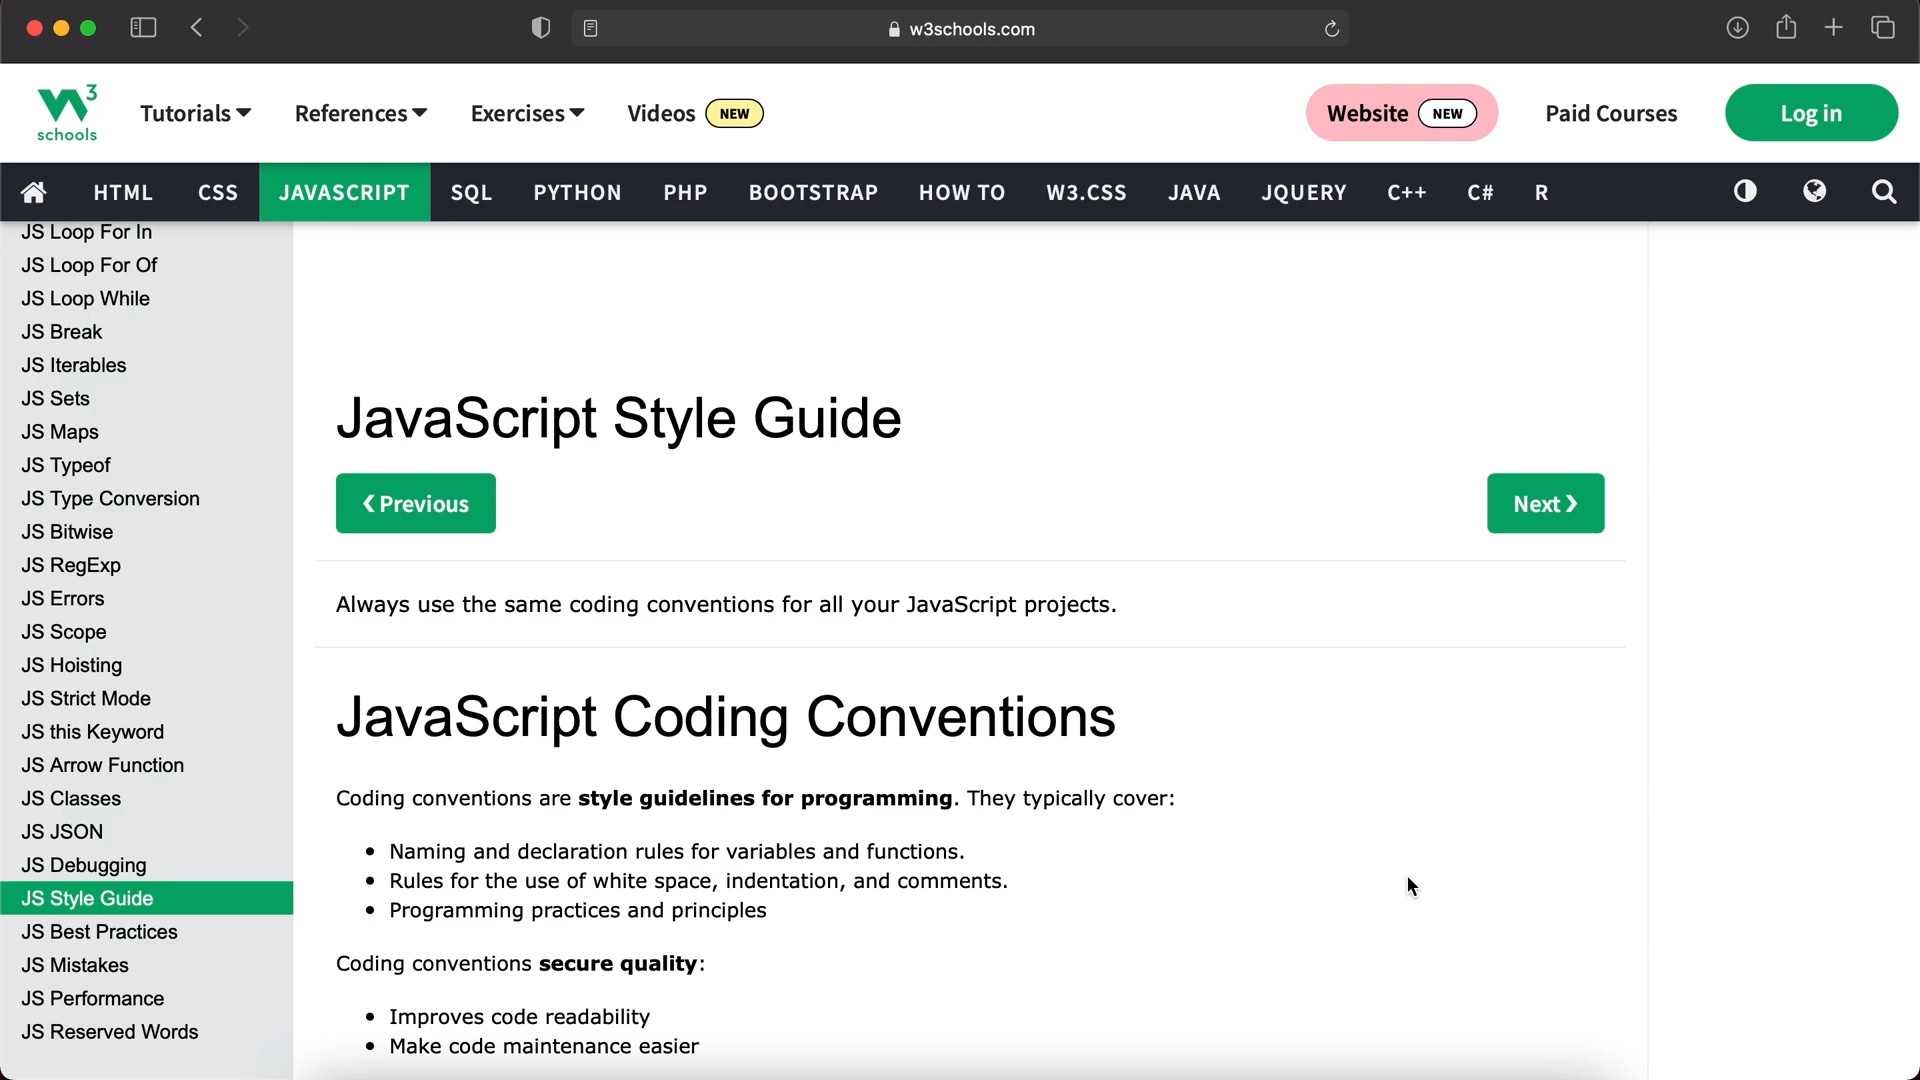 w3schools.com
W3
schools
Tutorials
References
Exercises
Videos NEW
Website NEW
Paid Courses
Log in
HTML
CSS
JAVASCRIPT
SQL
PYTHON
PHP
BOOTSTRAP
HOW TO
W3.CSS
JAVA
JQUERY
C++
C#
R
JS Loop For In
JS Loop For Of
JS Loop While
JS Break
JS Iterables
JS Sets
JS Maps
JS Typeof
JS Type Conversion
JS Bitwise
JS RegExp
JS Errors
JS Scope
JS Hoisting
JS Strict Mode
JS this Keyword
JS Arrow Function
JS Classes
JS JSON
JS Debugging
JS Style Guide
JS Best Practices
JS Mistakes
JS Performance
JS Reserved Words
JavaScript Style Guide
❮ Previous
Next ❯
Always use the same coding conventions for all your JavaScript projects.
JavaScript Coding Conventions
Coding conventions are style guidelines for programming. They typically cover:
• Naming and declaration rules for variables and functions.
• Rules for the use of white space, indentation, and comments.
• Programming practices and principles
Coding conventions secure quality:
• Improves code readability
• Make code maintenance easier